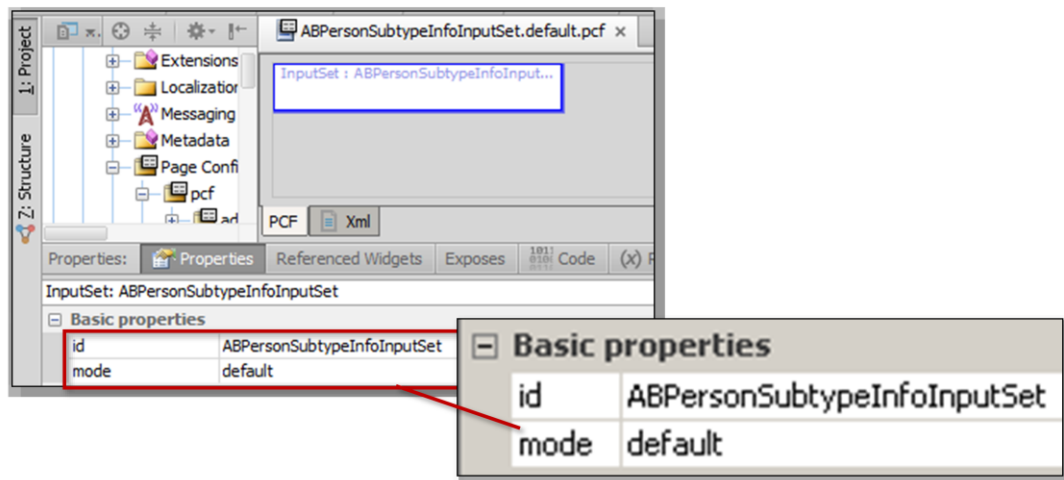 1: Project
Z: Structure
ABPersonSubtypeInfoInputSet.default.pcf ×
Extensions
Localization
Messaging
Metadata
Page Confi
pcf
ad
InputSet : ABPersonSubtypeInfoInput...
PCF Xml
Properties: Properties Referenced Widgets Exposes Code (x)
InputSet: ABPersonSubtypeInfoInputSet
Basic properties
id ABPersonSubtypeInfoInputSet
mode default
Basic properties
id ABPersonSubtypeInfoInputSet
mode default